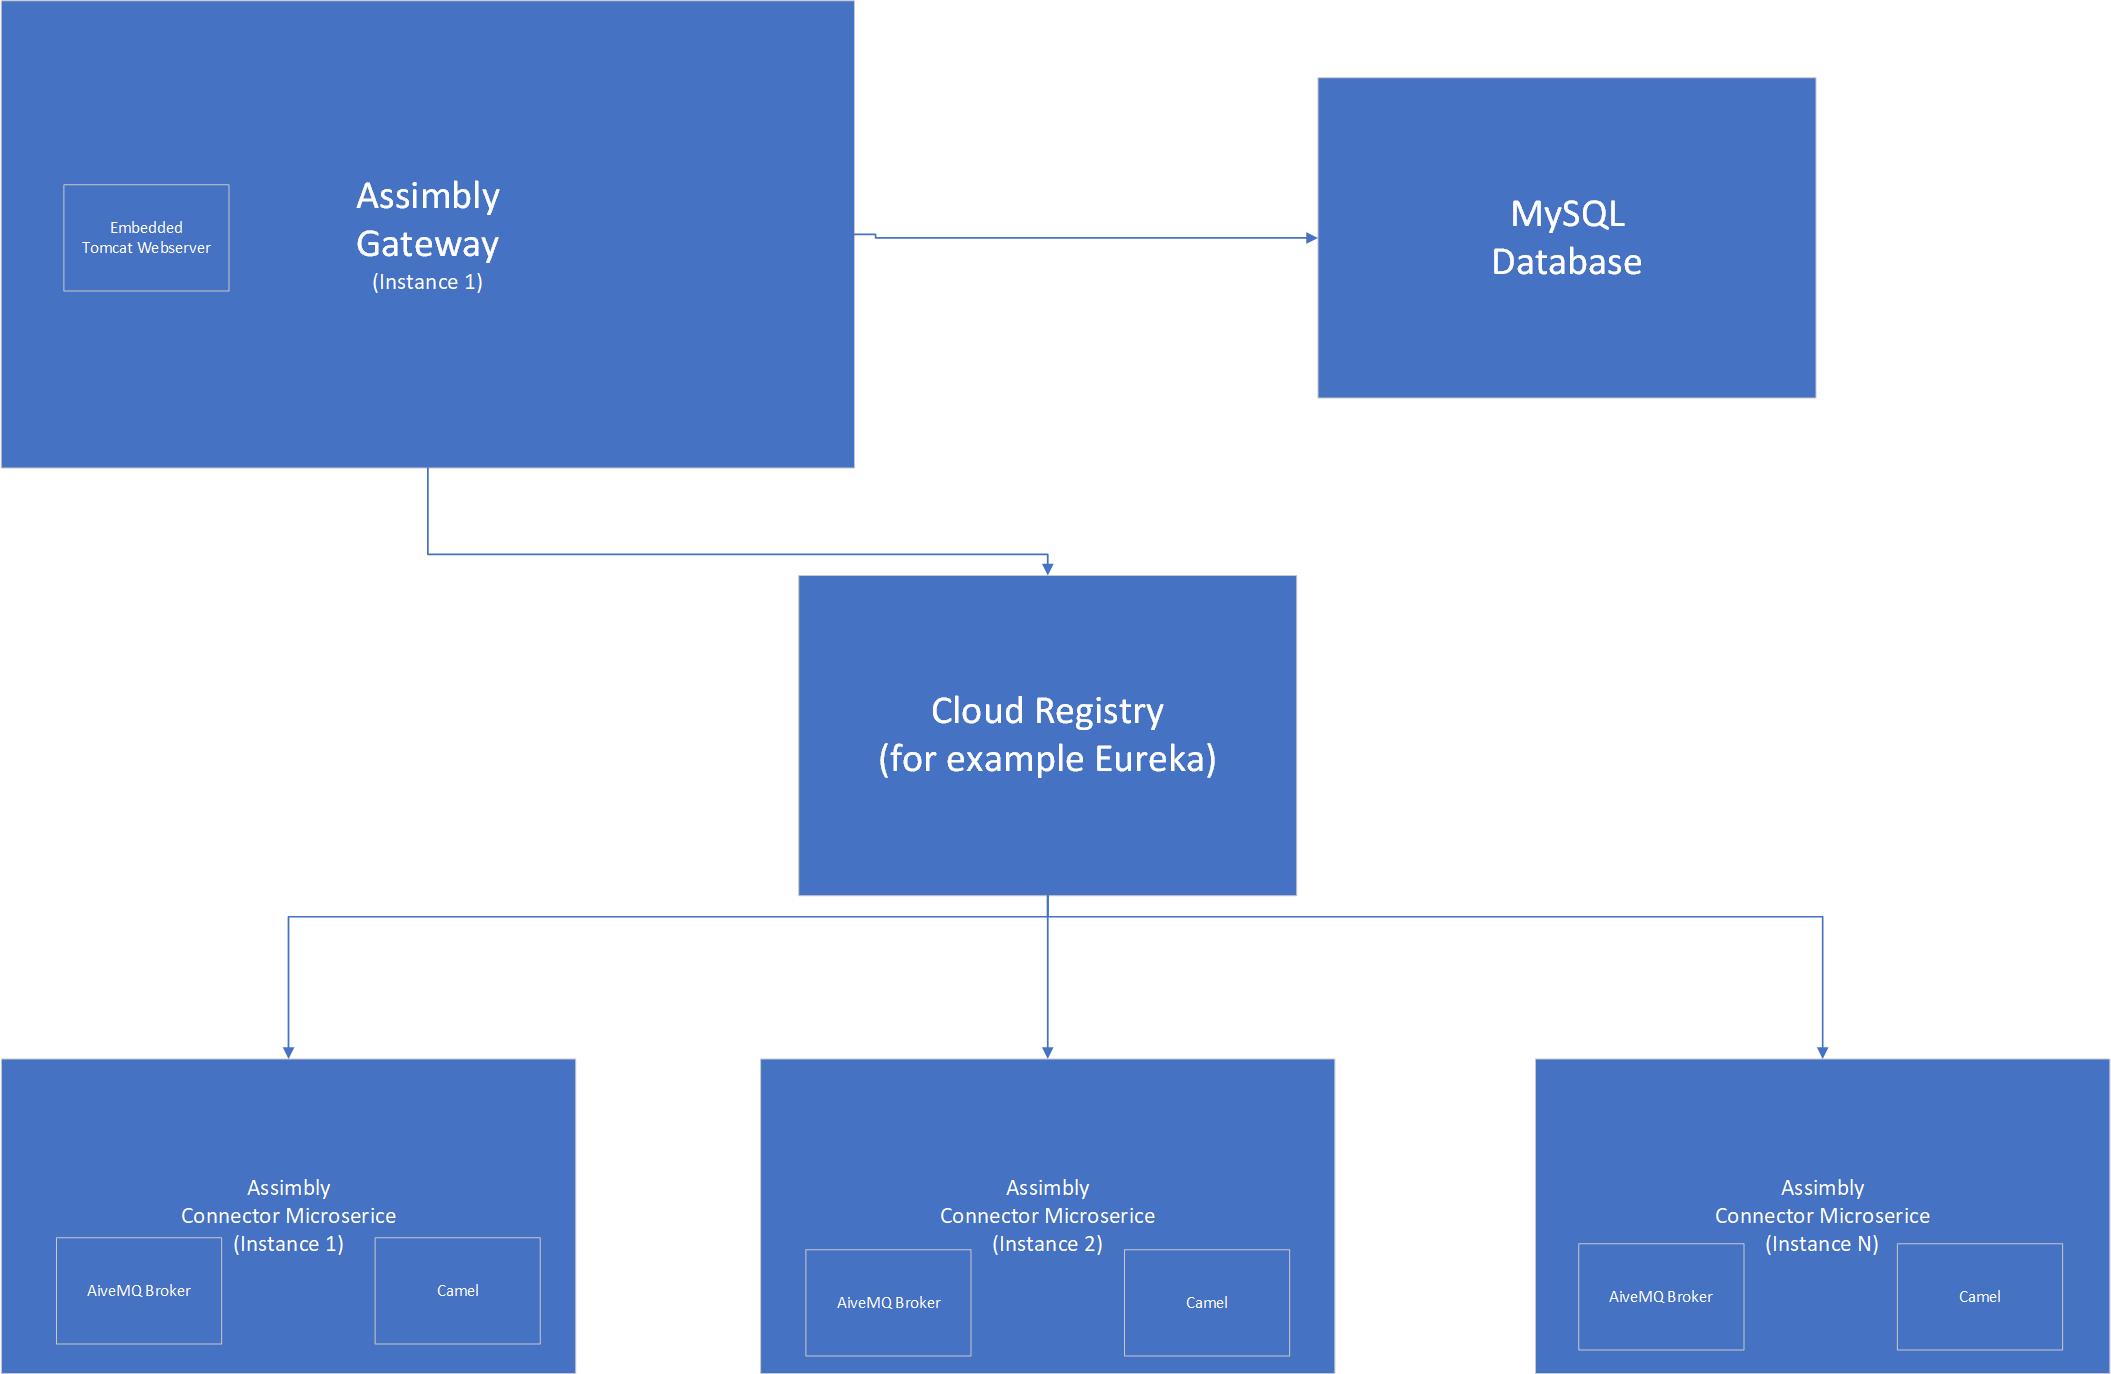 Embedded
Tomcat Webserver
Assimbly
Gateway
(Instance 1)
MySQL
Database
Cloud Registry
(for example Eureka)
Assimbly
Connector Microserice
(Instance 1)
AiveMQ Broker
Camel
Assimbly
Connector Microserice
(Instance 2)
AiveMQ Broker
Camel
Assimbly
Connector Microserice
(Instance N)
AiveMQ Broker
Camel